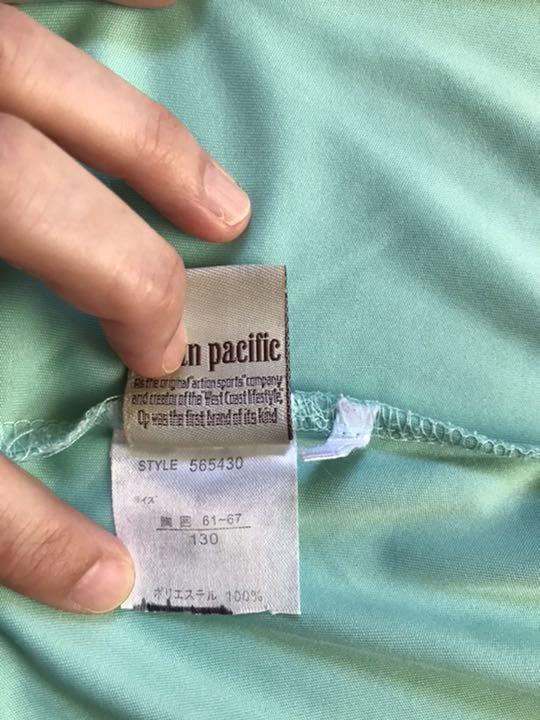 n pacific
As the original "action sports" company
and creator of the "West Coast lifestyle",
Op was the first brand of its kind
STYLE 565430
サイズ
胸囲 61~67
130
ポリエステル 100%